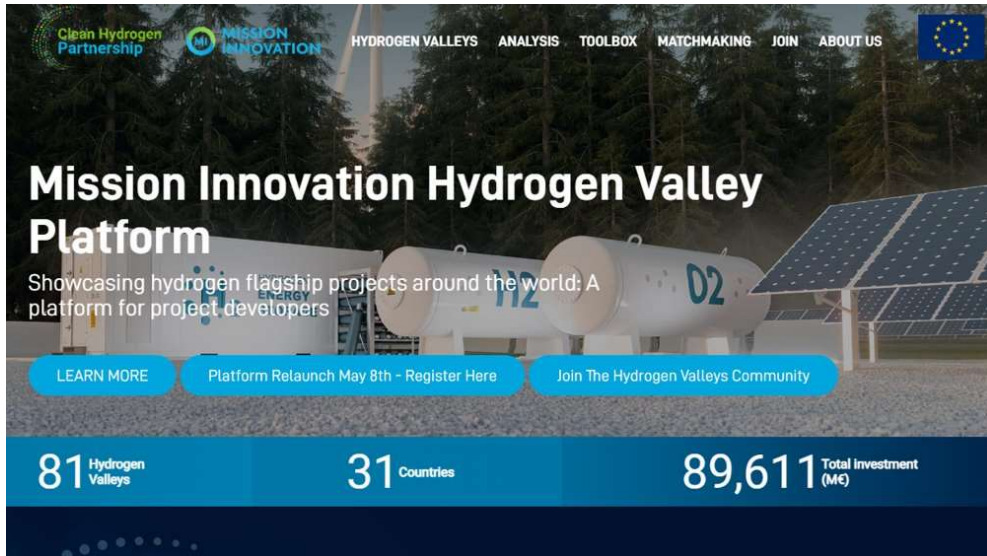 Clean Hydrogen
Partnership
MI
MISSION
INNOVATION
HYDROGEN VALLEYS
ANALYSIS
TOOLBOX
MATCHMAKING
JOIN
ABOUT US
Mission Innovation Hydrogen Valley
Platform
Showcasing hydrogen flagship projects around the world: A
platform for project developers
ENERGY
H2
O2
LEARN MORE
Platform Relaunch May 8th - Register Here
Join The Hydrogen Valleys Community
81 Hydrogen
Valleys
31 Countries
89,611 Total Investment
(M€)